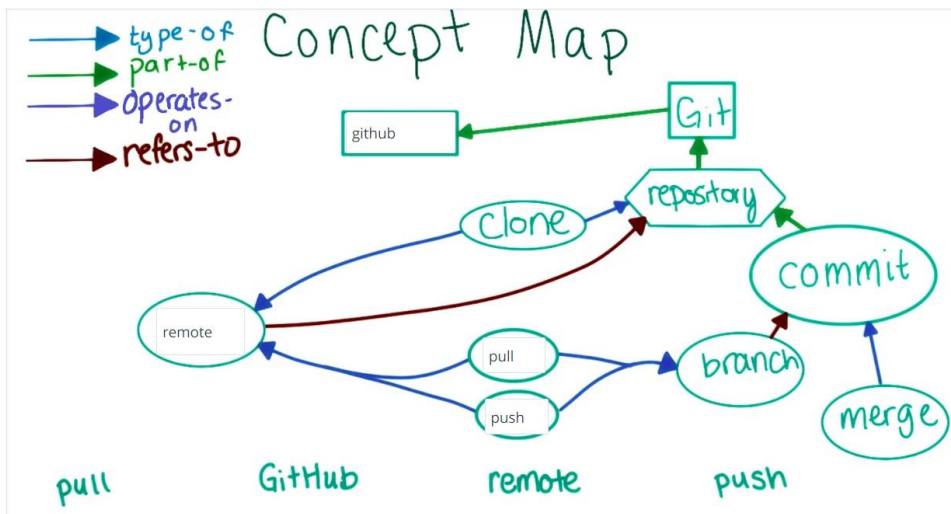 type-of
part-of
operates-
on
refers-to
Concept Map
github
Git
repository
clone
commit
remote
pull
push
branch
merge
pull
GitHub
remote
push